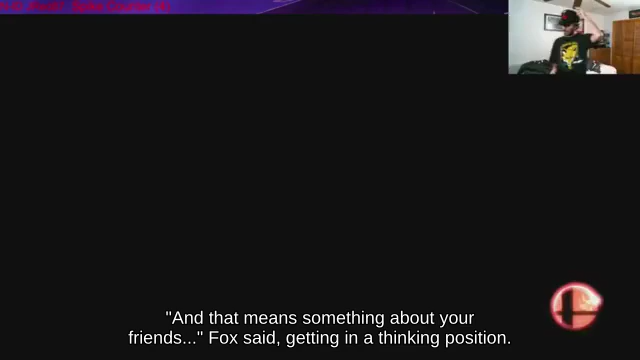 "And that means something about your
friends..." Fox said, getting in a thinking position.